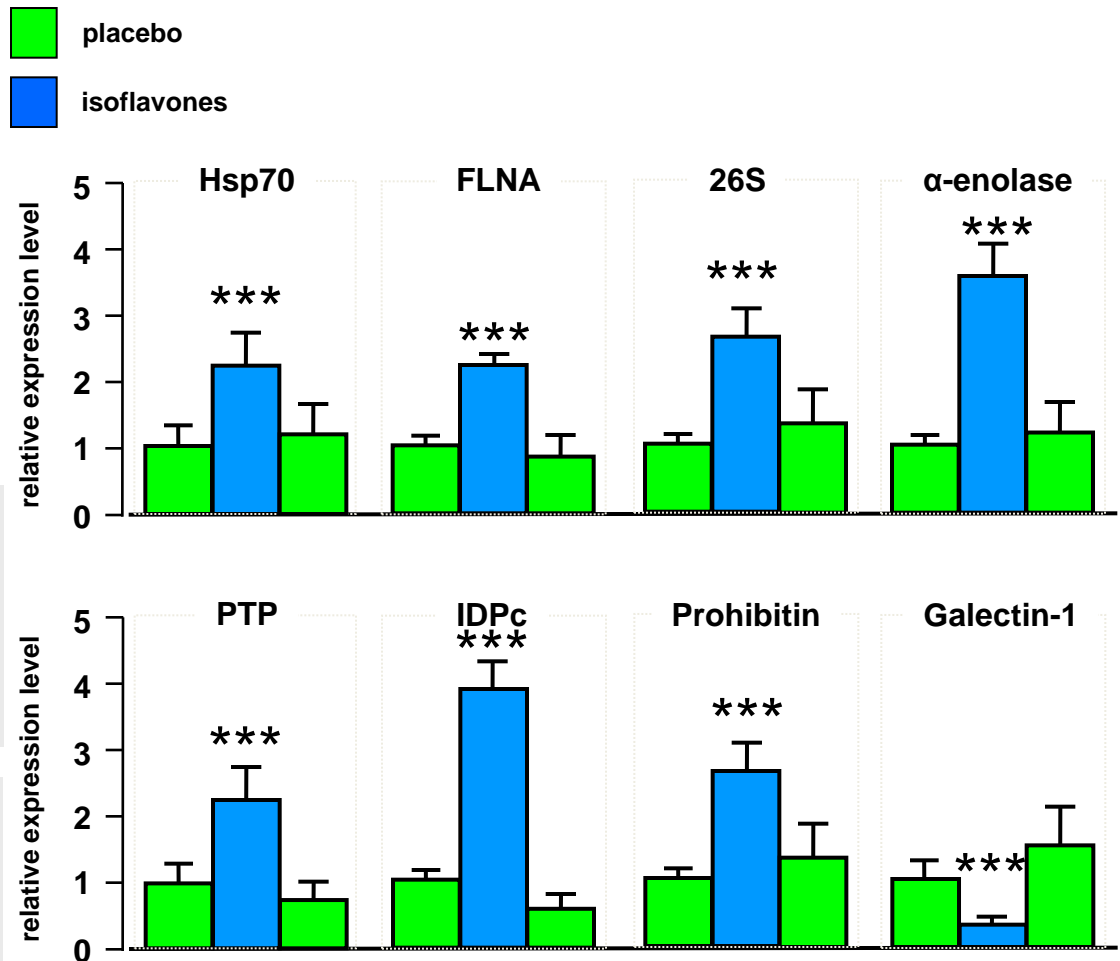 placebo
isoflavones
Hsp70 FLNA 26S α-enolase
relative expression level
5
4
3
2
1
0
*** *** *** ***
PTP IDPc Prohibitin Galectin-1
relative expression level
5
4
3
2
1
0
*** *** *** ***